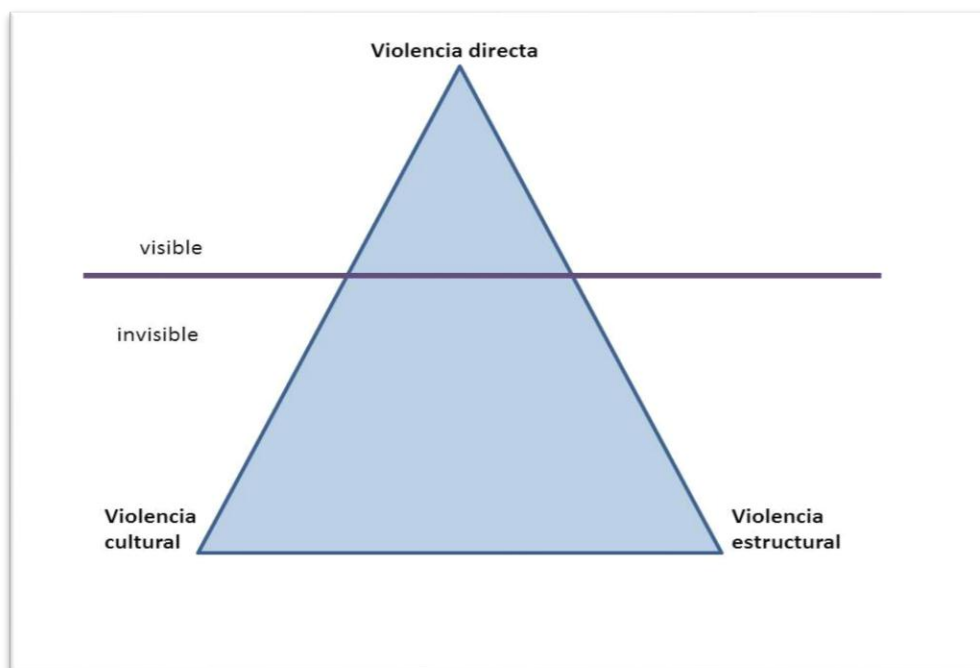 Violencia directa
visible
invisible
Violencia
cultural
Violencia
estructural